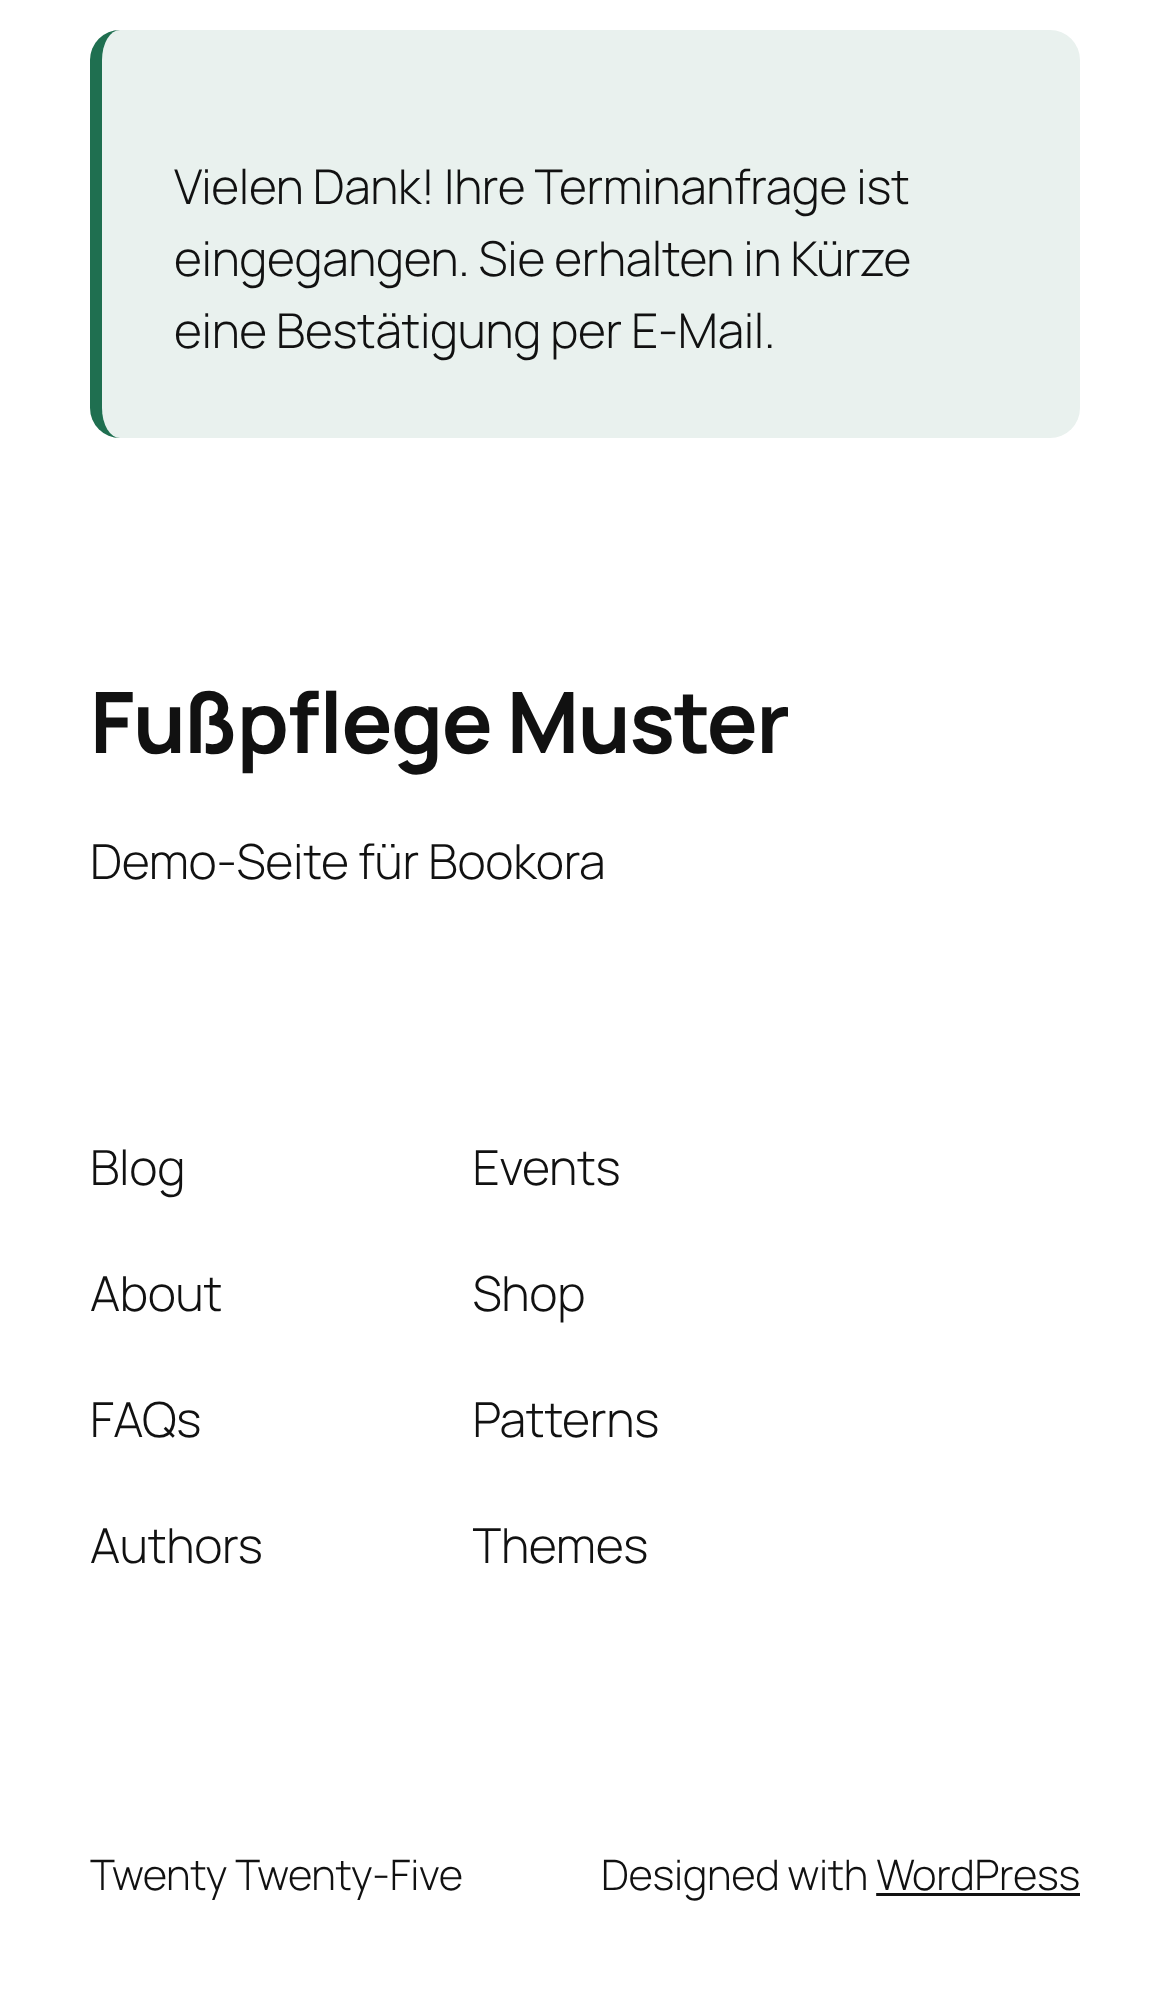 Vielen Dank! Ihre Terminanfrage ist
eingegangen. Sie erhalten in Kürze
eine Bestätigung per E-Mail.
Fußpflege Muster
Demo-Seite für Bookora
Blog
About
FAQs
Authors
Events
Shop
Patterns
Themes
Twenty Twenty-Five
Designed with WordPress